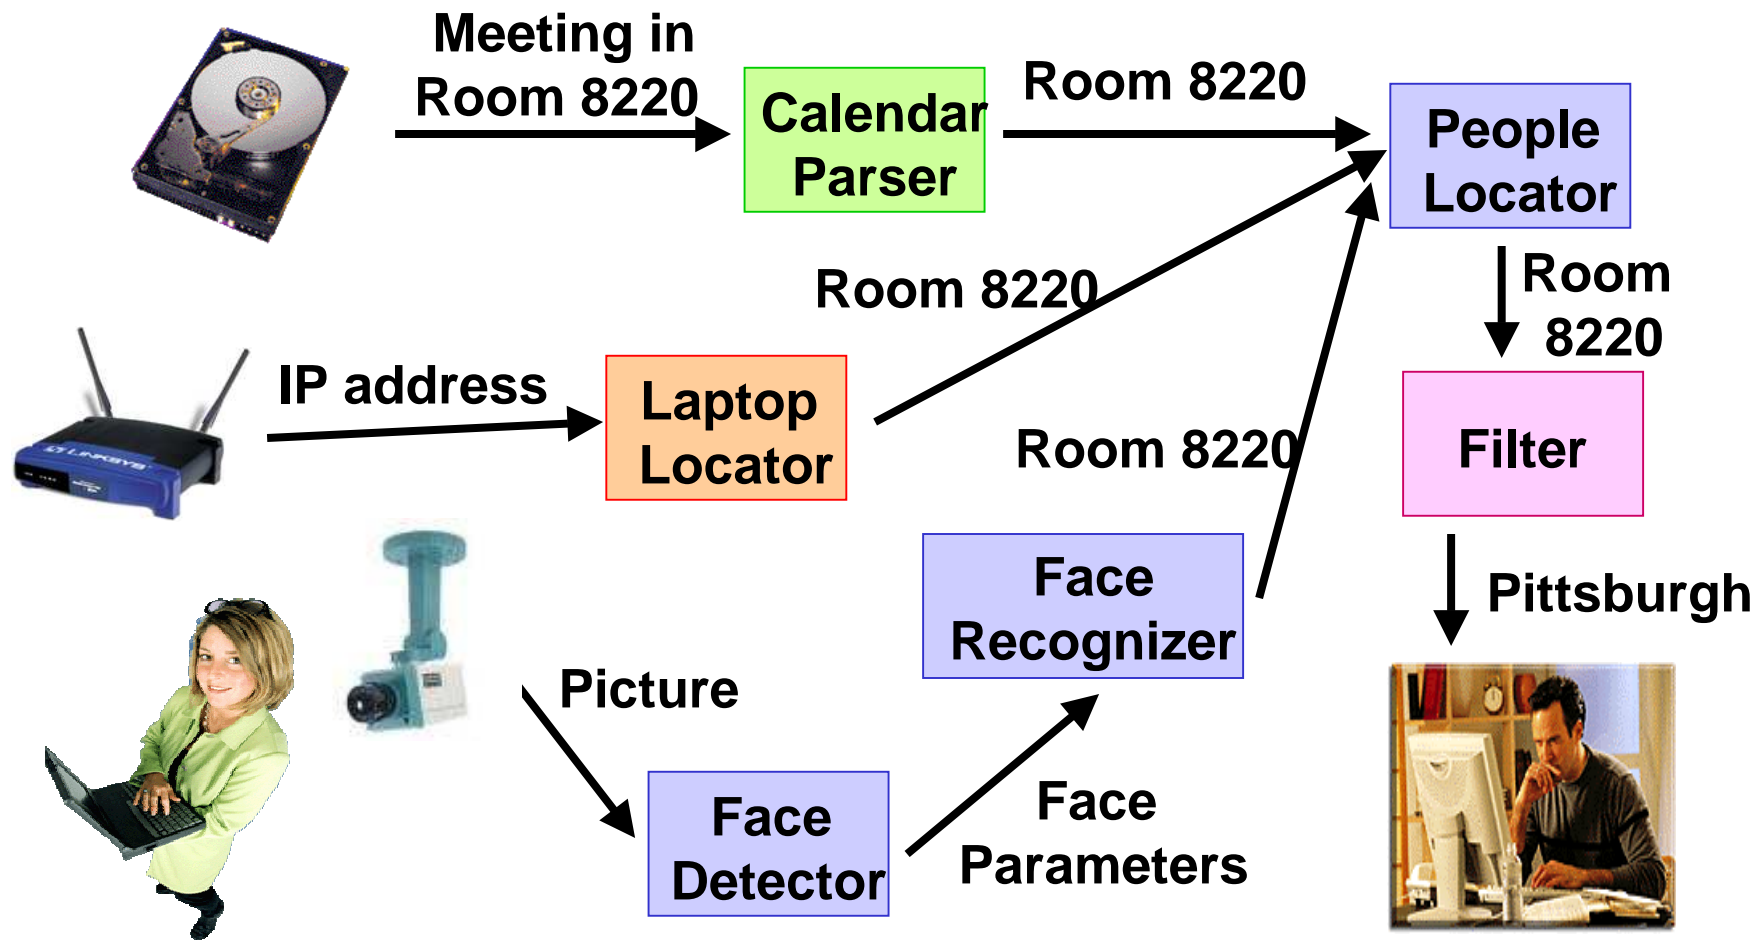 Meeting in
Room 8220
Calendar
Parser
Room 8220
People
Locator
Room 8220
Room
8220
IP address
LINKSYS
Laptop
Locator
Room 8220
Filter
Face
Recognizer
Pittsburgh
Picture
Face
Detector
Face
Parameters